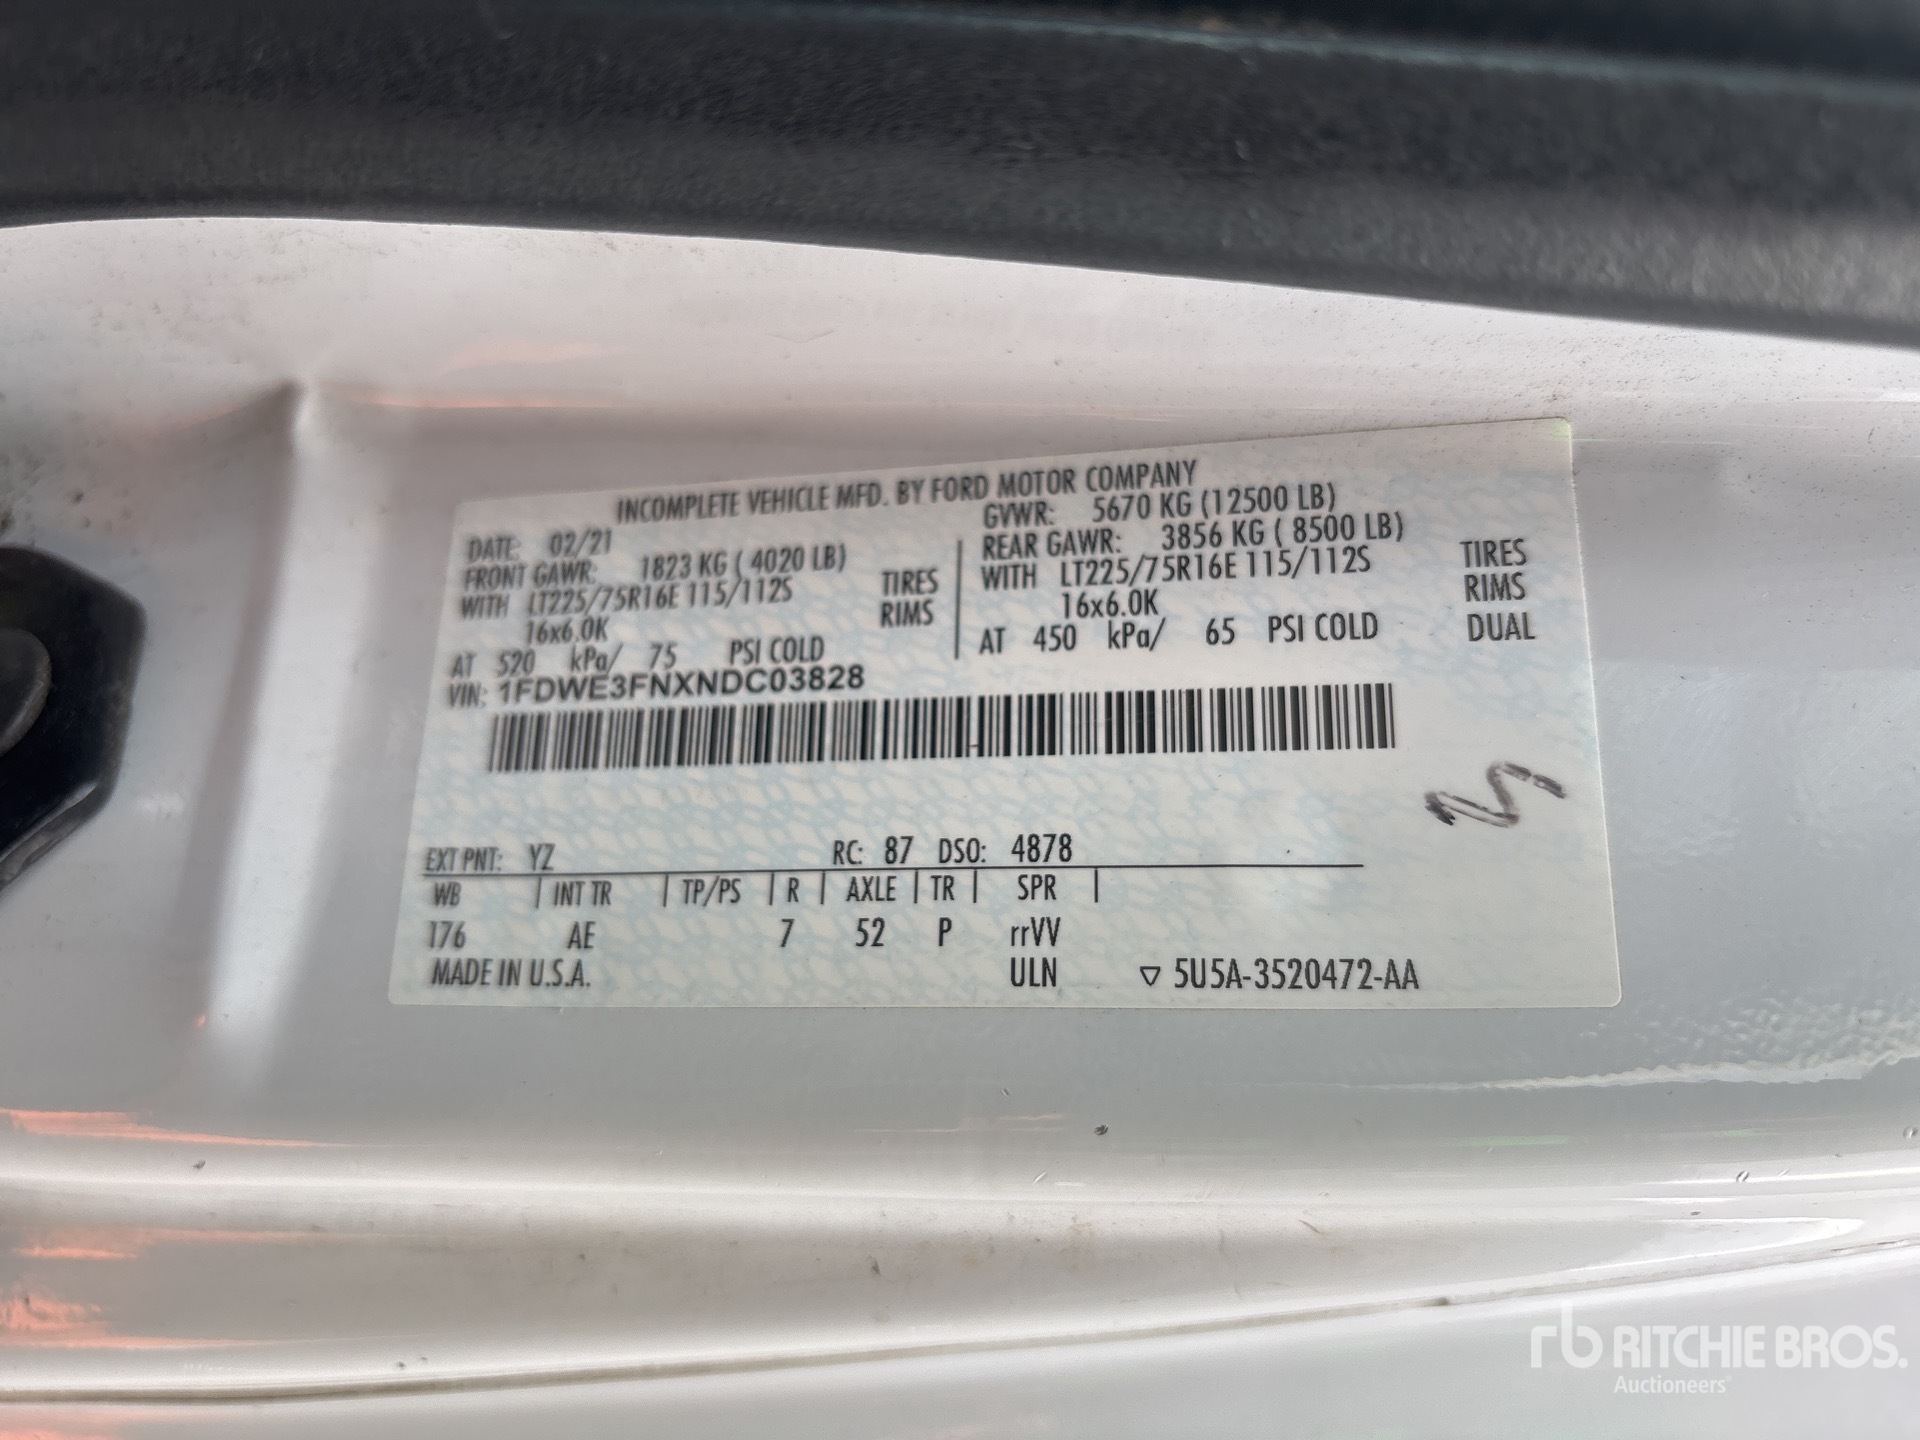 INCOMPLETE VEHICLE MFD. BY FORD MOTOR COMPANY
DATE: 02/21
GVWR: 5670 KG (12500 LB)
FRONT GAWR: 1823 KG ( 4020 LB)
REAR GAWR: 3856 KG ( 8500 LB)
WITH LT225/75R16E 115/112S TIRES
WITH LT225/75R16E 115/112S TIRES
16x6.0K RIMS
16x6.0K RIMS
AT 520 kPa/ 75 PSI COLD
AT 450 kPa/ 65 PSI COLD DUAL
VIN: 1FDWE3FNXNDC03828
EXT PNT: YZ RC: 87 DSO: 4878
WB | INT TR | TP/PS | R | AXLE | TR | SPR |
176 AE 7 52 P rrVV
MADE IN U.S.A. ULN ▽ 5U5A-3520472-AA
rb RITCHIE BROS.
Auctioneers